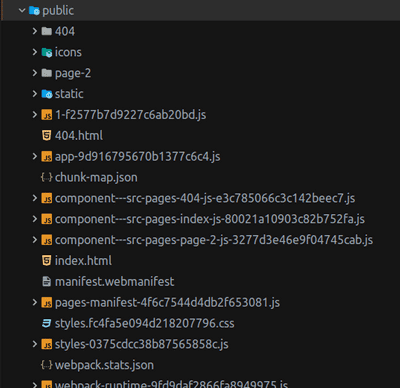 public
404
icons
page-2
static
1-f2577b7d9227c6ab20bd.js
404.html
app-9d916795670b1377c6c4.js
chunk-map.json
component---src-pages-404-js-e3c785066c3c142beec7.js
component---src-pages-index-js-80021a10903c82b752fa.js
component---src-pages-page-2-js-3277d3e46e9f04745cab.js
index.html
manifest.webmanifest
pages-manifest-4f6c7544d4db2f653081.js
styles.fc4fa5e094d218207796.css
styles-0375cdcc38b87565858c.js
webpack.stats.json
webpack-runtime-9fd9daf2866fa8949975.js